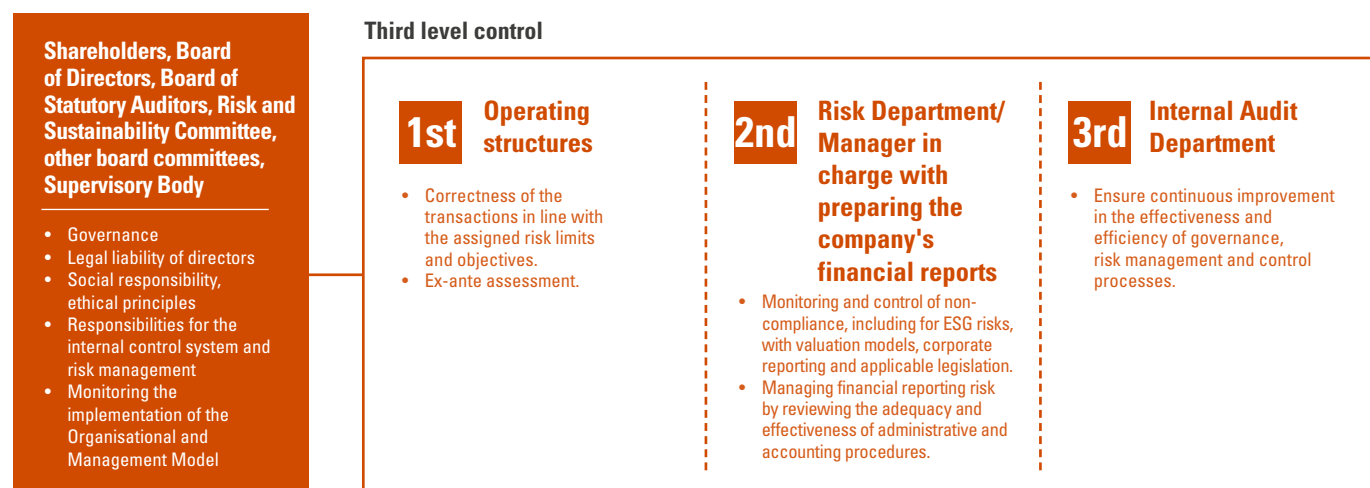 Shareholders, Board
of Directors, Board of
Statutory Auditors, Risk and
Sustainability Committee,
other board committees,
Supervisory Body
• Governance
• Legal liability of directors
• Social responsibility,
ethical principles
• Responsibilities for the
internal control system and
risk management
• Monitoring the
implementation of the
Organisational and
Management Model
Third level control
1st
Operating
structures
• Correctness of the
transactions in line with
the assigned risk limits
and objectives.
• Ex-ante assessment.
2nd
Risk Department/
Manager in
charge with
preparing the
company's
financial reports
• Monitoring and control of non-
compliance, including for ESG risks,
with valuation models, corporate
reporting and applicable legislation.
• Managing financial reporting risk
by reviewing the adequacy and
effectiveness of administrative and
accounting procedures.
3rd
Internal Audit
Department
• Ensure continuous improvement
in the effectiveness and
efficiency of governance,
risk management and control
processes.